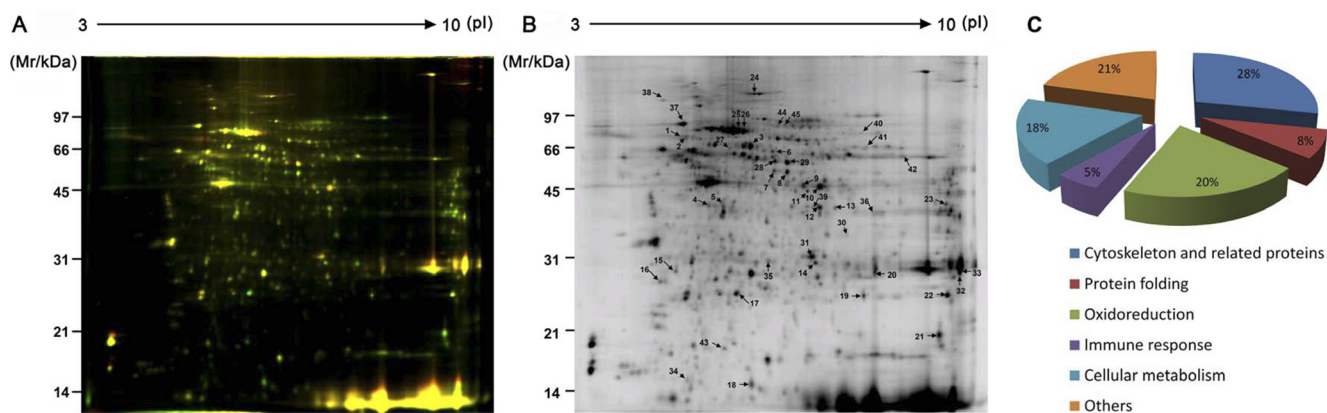 A 3 10 (pI) B 3 10 (pI) C
(Mr/kDa) (Mr/kDa)
97
66
45
31
21
14
97
66
45
31
21
14
24
38
37
25 26 44 45
1 40
2 27 3 41
6
28 29 42
7 8 9
11 10
4 5 39 13 36 23
12
30
31
15 35 14 20 33
16 32
17 19 22
21
43
34 18
21% 28%
18% 8%
5% 20%
Cytoskeleton and related proteins
Protein folding
Oxidoreduction
Immune response
Cellular metabolism
Others